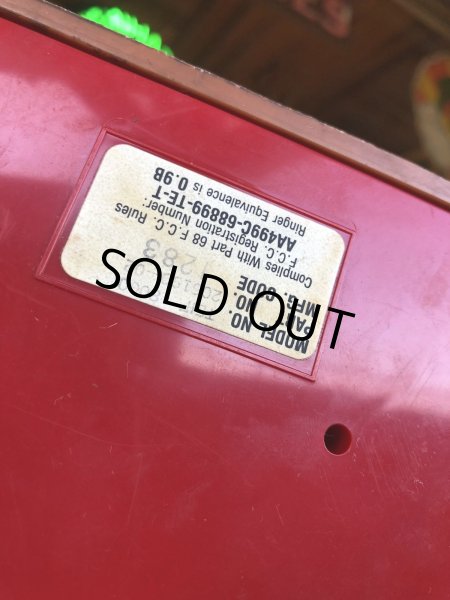 MODEL NO.
PART NO.
MFG. CODE 283
Complies With Part 68 F.C.C. Rules
F.C.C. Registration Number:
AA499C-68899-TE-T
Ringer Equivalence is 0.9B
SOLD OUT